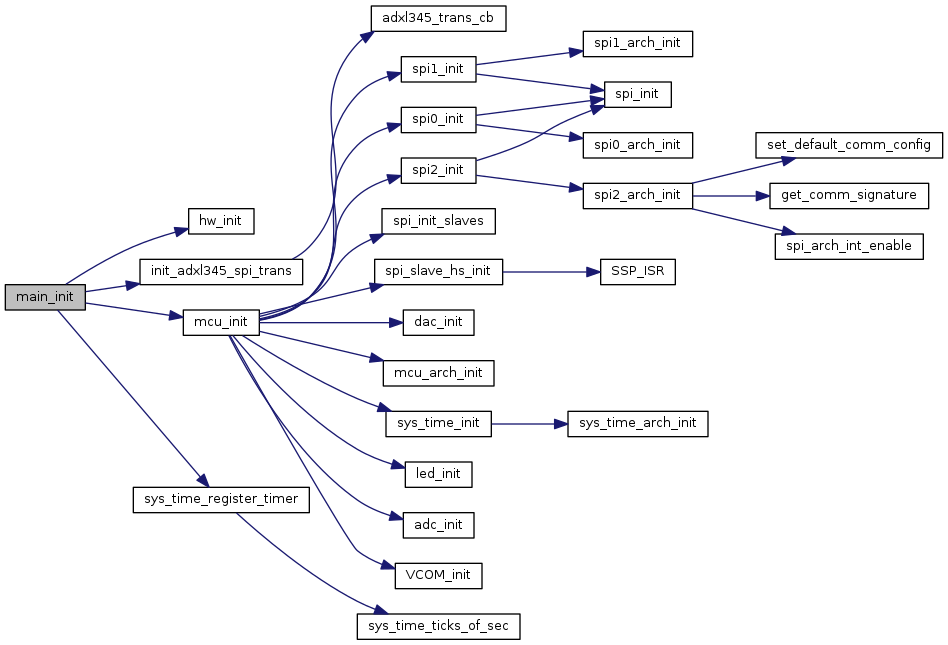 adxl345_trans_cb
spi1_arch_init
spi1_init
spi_init
spi0_init
spi0_arch_init
set_default_comm_config
spi2_init
spi2_arch_init
get_comm_signature
hw_init
spi_init_slaves
spi_arch_int_enable
init_adxl345_spi_trans
spi_slave_hs_init
SSP_ISR
main_init
mcu_init
dac_init
mcu_arch_init
sys_time_init
sys_time_arch_init
led_init
sys_time_register_timer
adc_init
VCOM_init
sys_time_ticks_of_sec